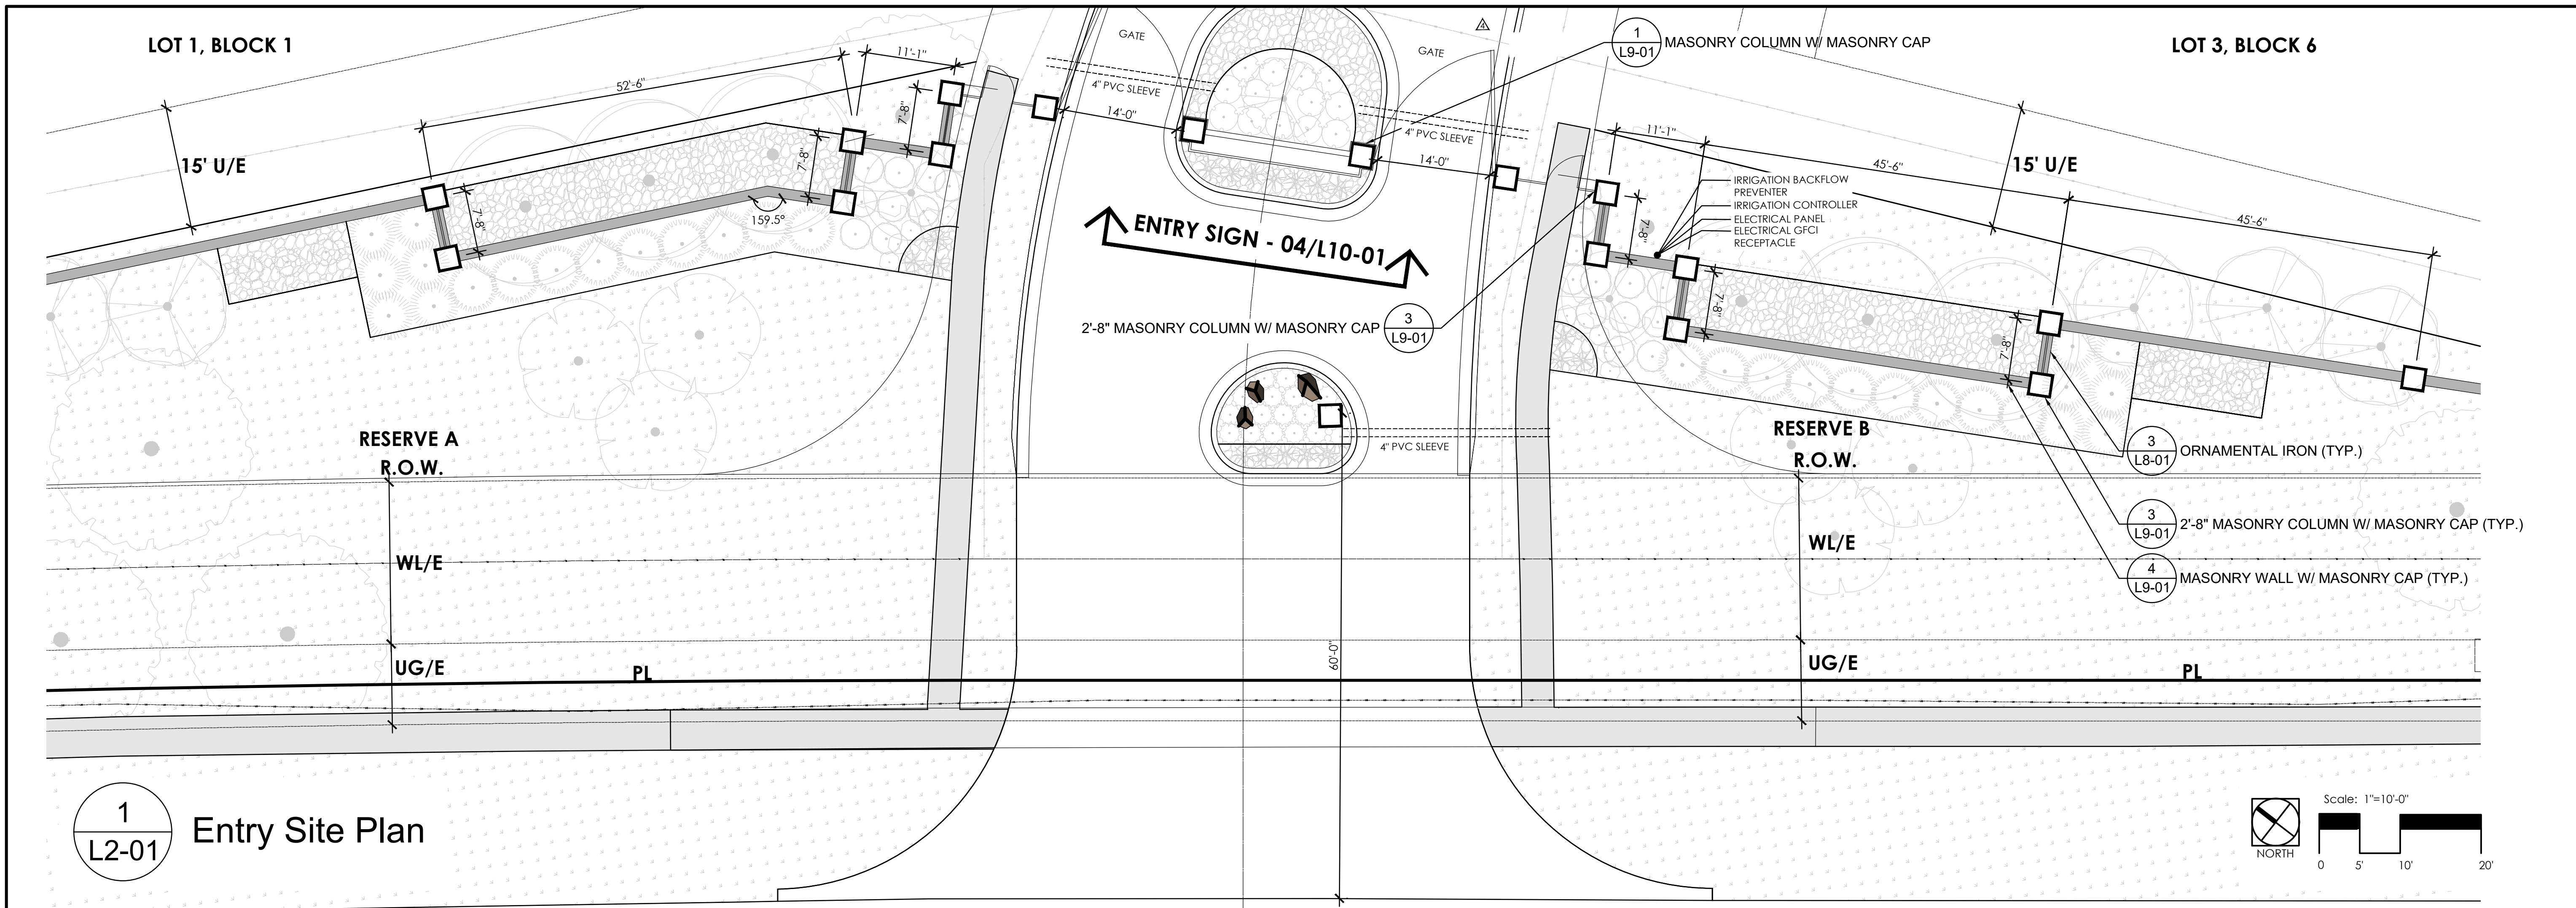 LOT 1, BLOCK 1
LOT 3, BLOCK 6
GATE
GATE
4
1
L9-01
MASONRY COLUMN W/ MASONRY CAP
52'-6"
11'-1"
7'-8"
7'-8"
7'-8"
159.5°
15' U/E
4" PVC SLEEVE
14'-0"
4" PVC SLEEVE
14'-0"
11'-1"
45'-6"
15' U/E
45'-6"
IRRIGATION BACKFLOW
PREVENTER
IRRIGATION CONTROLLER
ELECTRICAL PANEL
ELECTRICAL GFCI
RECEPTACLE
7'-8"
7'-8"
7'-8"
ENTRY SIGN - 04/L10-01
2'-8" MASONRY COLUMN W/ MASONRY CAP
3
L9-01
4" PVC SLEEVE
RESERVE A
R.O.W.
RESERVE B
R.O.W.
3
L8-01
ORNAMENTAL IRON (TYP.)
3
L9-01
2'-8" MASONRY COLUMN W/ MASONRY CAP (TYP.)
4
L9-01
MASONRY WALL W/ MASONRY CAP (TYP.)
WL/E
WL/E
UG/E
PL
60'-0"
UG/E
PL
1
L2-01
Entry Site Plan
NORTH
Scale: 1"=10'-0"
0 5' 10' 20'